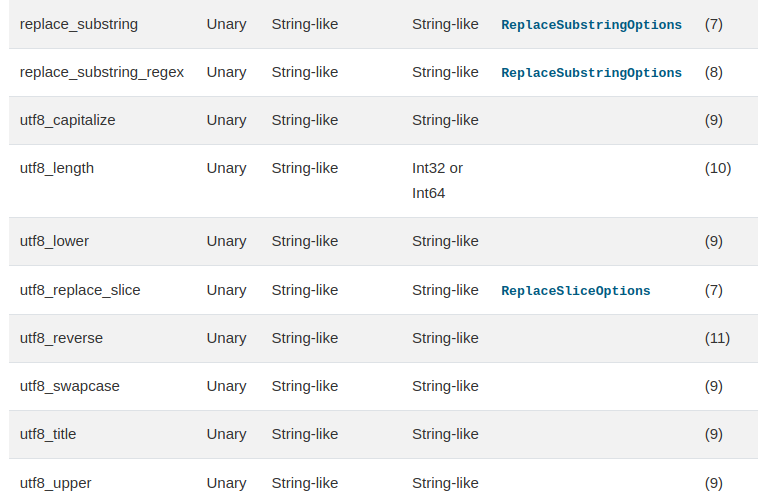 replace_substring Unary String-like String-like ReplaceSubstringOptions (7)
replace_substring_regex Unary String-like String-like ReplaceSubstringOptions (8)
utf8_capitalize Unary String-like String-like (9)
utf8_length Unary String-like Int32 or (10)
Int64
utf8_lower Unary String-like String-like (9)
utf8_replace_slice Unary String-like String-like ReplaceSliceOptions (7)
utf8_reverse Unary String-like String-like (11)
utf8_swapcase Unary String-like String-like (9)
utf8_title Unary String-like String-like (9)
utf8_upper Unary String-like String-like (9)